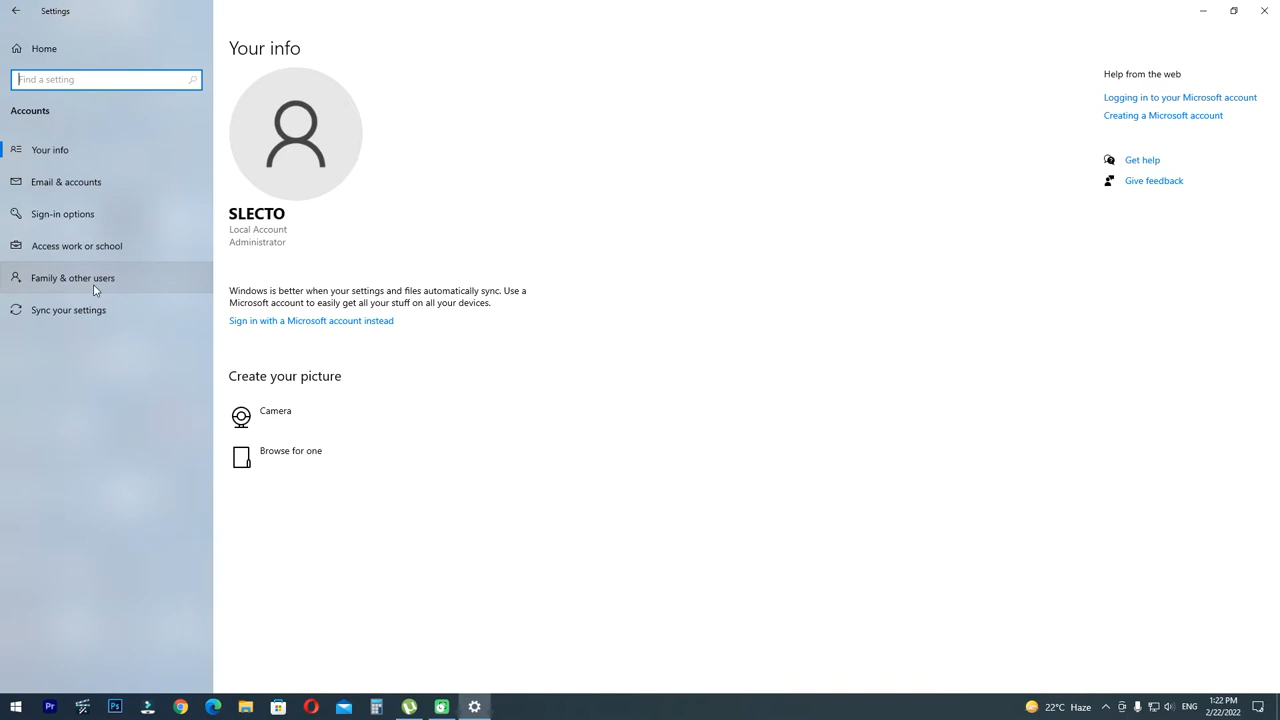 Settings
Home
Find a setting
Accounts
Your info
Email & accounts
Sign-in options
Access work or school
Family & other users
Sync your settings
Your info
SLECTO
Local Account
Administrator
Windows is better when your settings and files automatically sync. Use a
Microsoft account to easily get all your stuff on all your devices.
Sign in with a Microsoft account instead
Create your picture
Camera
Browse for one
Help from the web
Logging in to your Microsoft account
Creating a Microsoft account
Get help
Give feedback
Pr
Ps
22°C Haze
ENG
1:22 PM
2/22/2022